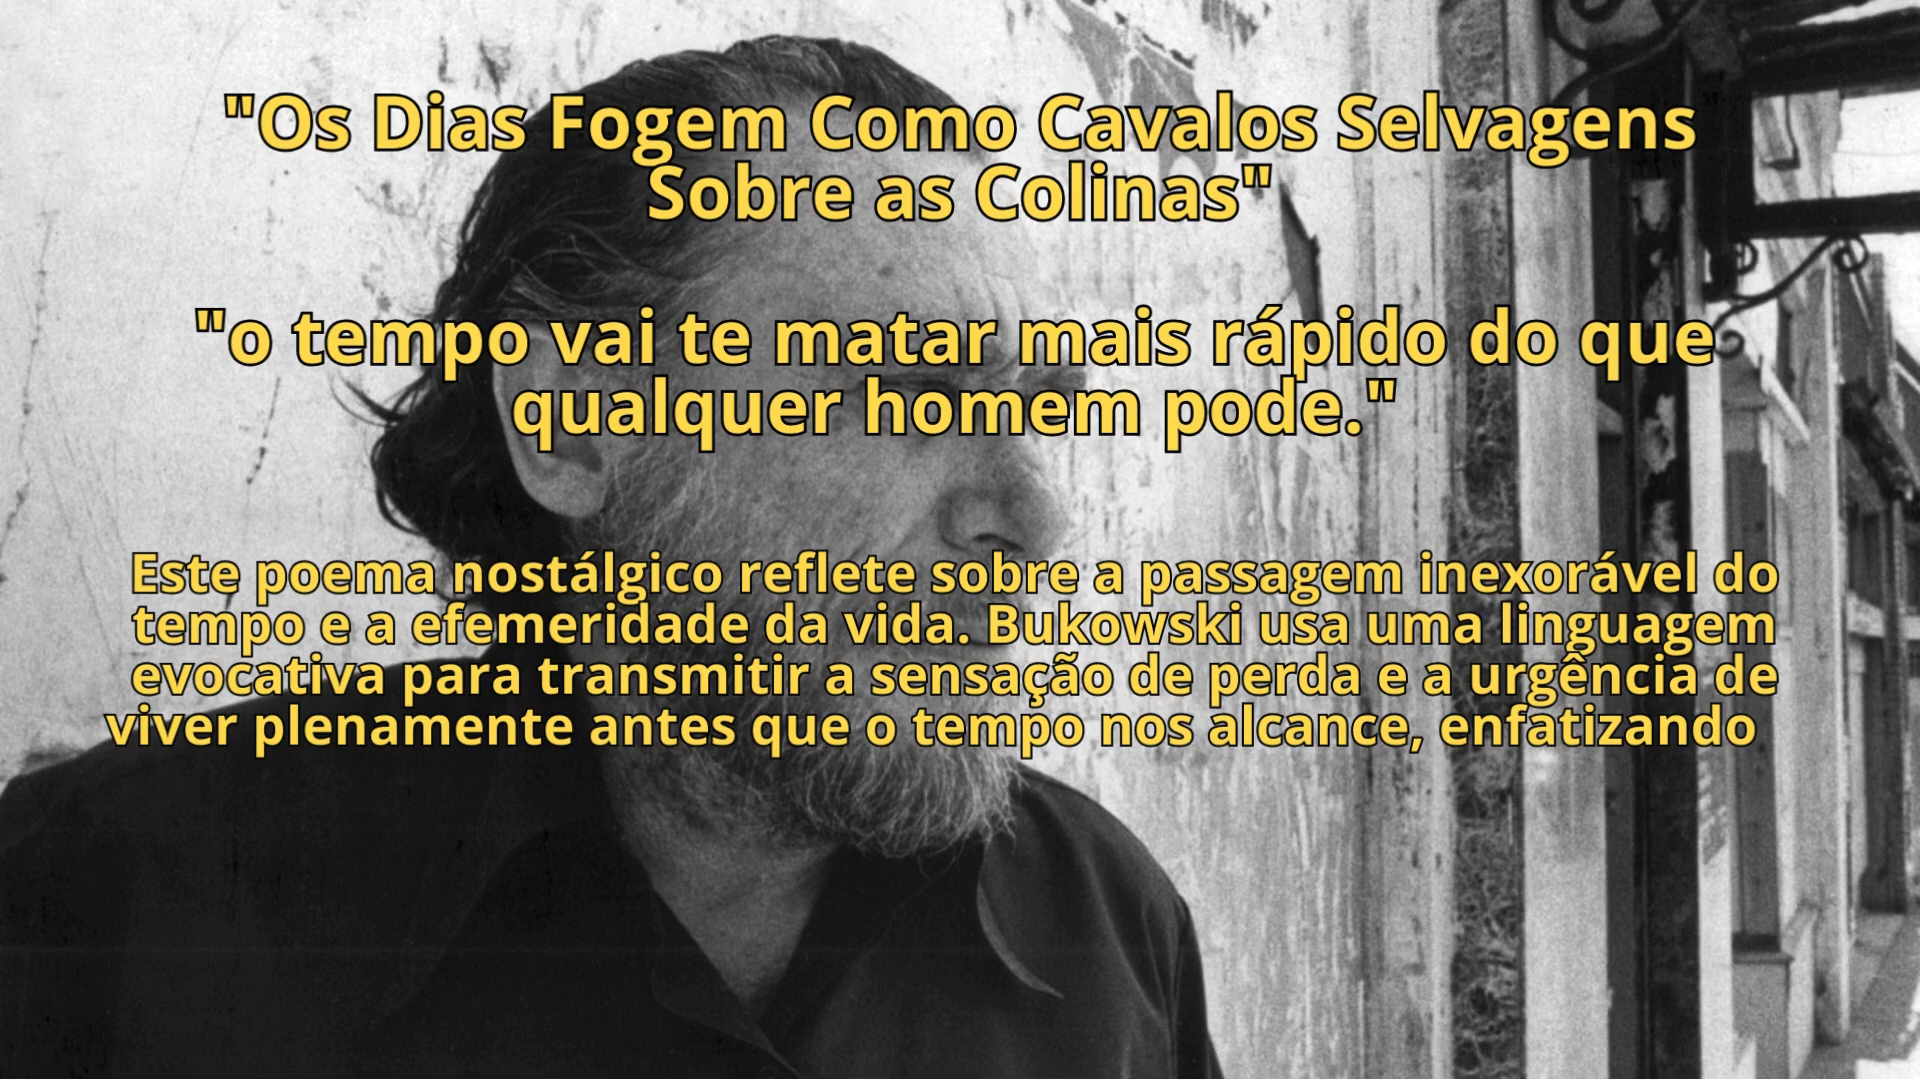 "Os Dias Fogem Como Cavalos Selvagens
Sobre as Colinas"
"o tempo vai te matar mais rápido do que
qualquer homem pode."
Este poema nostálgico reflete sobre a passagem inexorável do
tempo e a efemeridade da vida. Bukowski usa uma linguagem
evocativa para transmitir a sensação de perda e a urgência de
viver plenamente antes que o tempo nos alcance, enfatizando